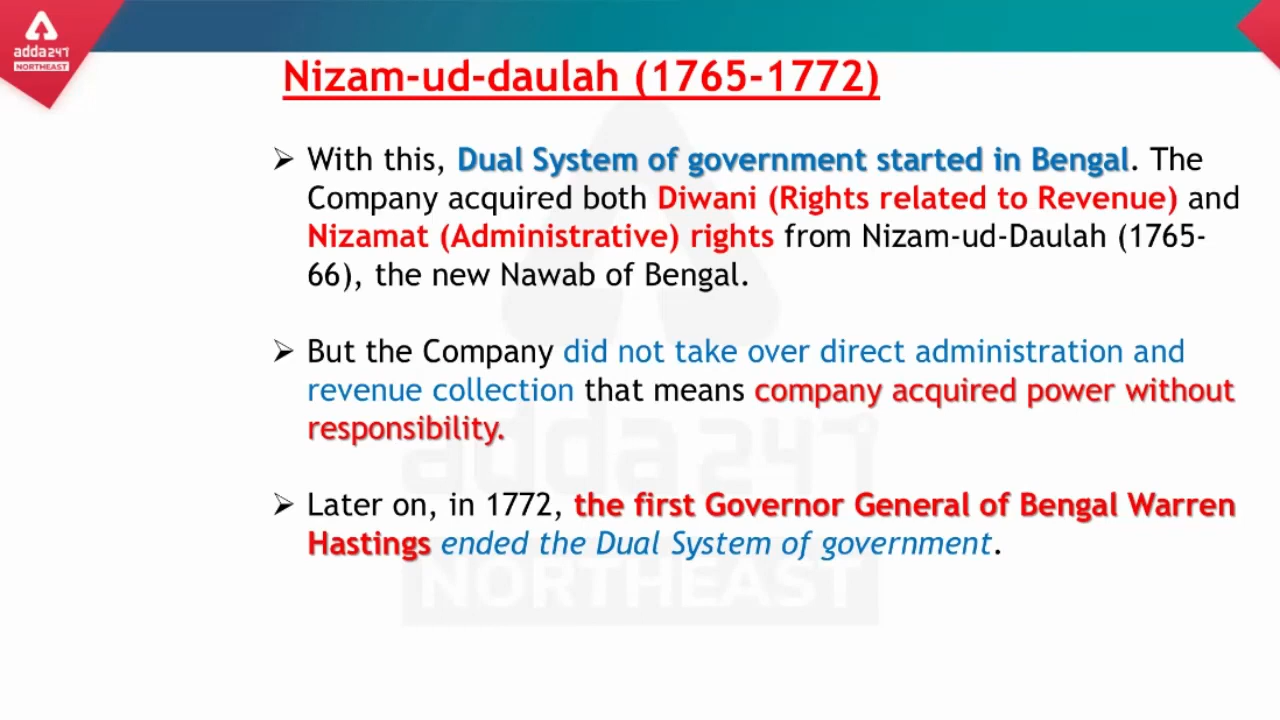 adda247
NORTHEAST
Nizam-ud-daulah (1765-1772)
➢ With this, Dual System of government started in Bengal. The
Company acquired both Diwani (Rights related to Revenue) and
Nizamat (Administrative) rights from Nizam-ud-Daulah (1765-
66), the new Nawab of Bengal.
➢ But the Company did not take over direct administration and
revenue collection that means company acquired power without
responsibility.
➢ Later on, in 1772, the first Governor General of Bengal Warren
Hastings ended the Dual System of government.
adda247
NORTHEAST